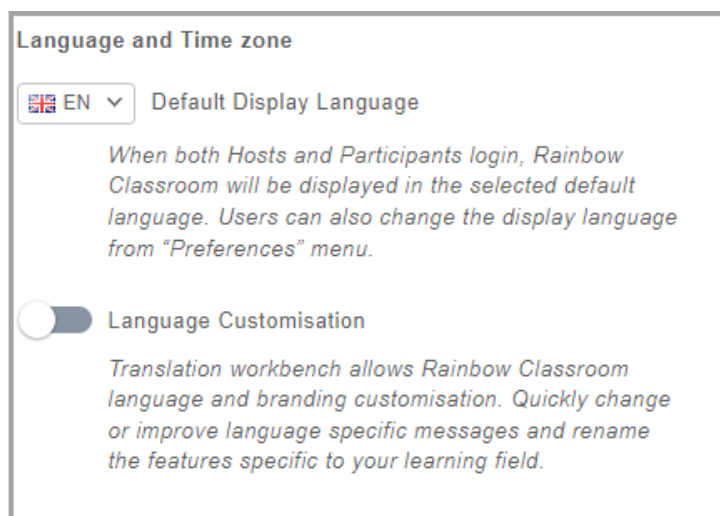 Language and Time zone
EN Default Display Language
When both Hosts and Participants login, Rainbow
Classroom will be displayed in the selected default
language. Users can also change the display language
from “Preferences” menu.
Language Customisation
Translation workbench allows Rainbow Classroom
language and branding customisation. Quickly change
or improve language specific messages and rename
the features specific to your learning field.